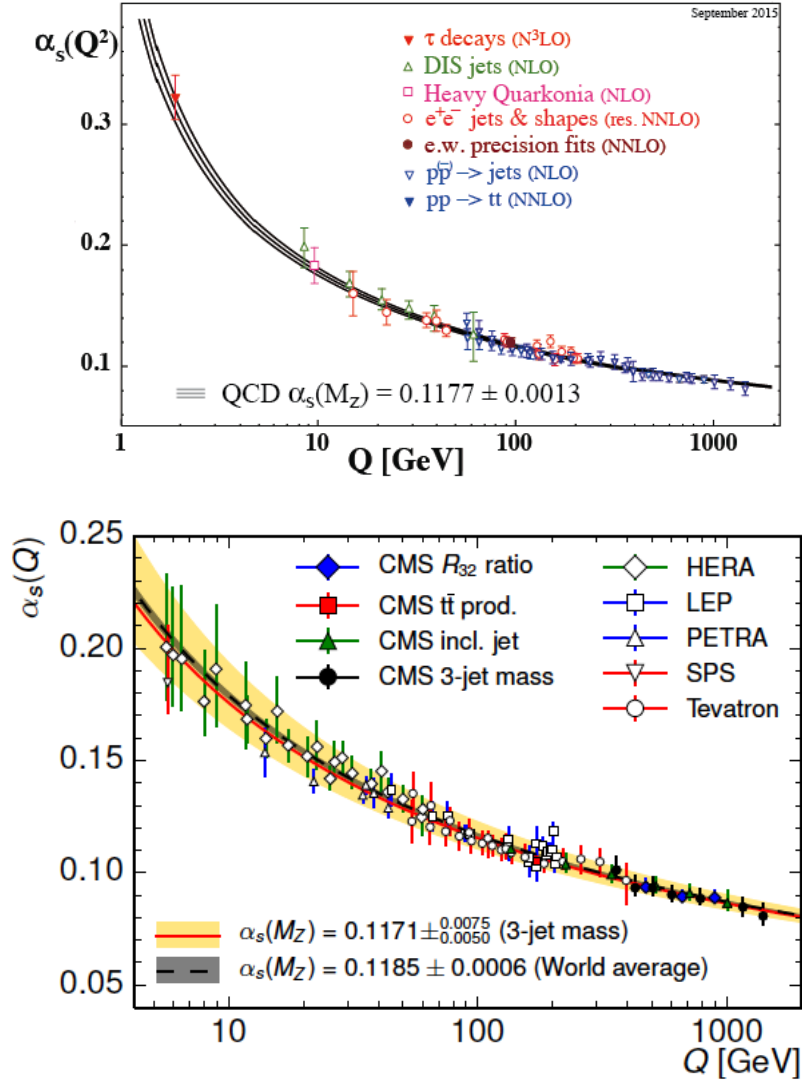 September 2015
αs(Q²)
τ decays (N³LO)
DIS jets (NLO)
Heavy Quarkonia (NLO)
e⁺e⁻ jets & shapes (res. NNLO)
e.w. precision fits (NNLO)
p(p̄) –> jets (NLO)
pp –> tt (NNLO)
0.3
0.2
0.1
QCD αs(Mz) = 0.1177 ± 0.0013
1 10 100 1000
Q [GeV]
αs(Q)
0.25
0.20
0.15
0.10
0.05
0.04
CMS R₃₂ ratio
CMS tt̄ prod.
CMS incl. jet
CMS 3-jet mass
HERA
LEP
PETRA
SPS
Tevatron
αs(MZ) = 0.1171 ±0.0075 0.0050 (3-jet mass)
αs(MZ) = 0.1185 ± 0.0006 (World average)
10 100 1000
Q [GeV]